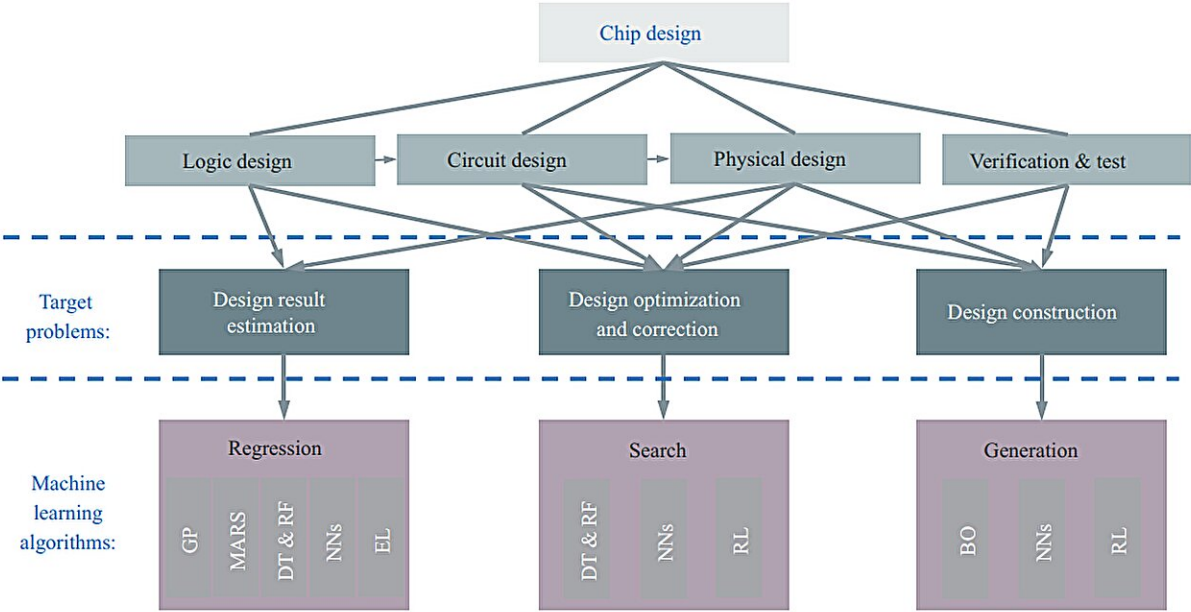 Chip design
Logic design
Circuit design
Physical design
Verification & test
Target
problems:
Design result
estimation
Design optimization
and correction
Design construction
Machine
learning
algorithms:
Regression
GP
MARS
DT & RF
NNs
EL
Search
DT & RF
NNs
RL
Generation
BO
NNs
RL